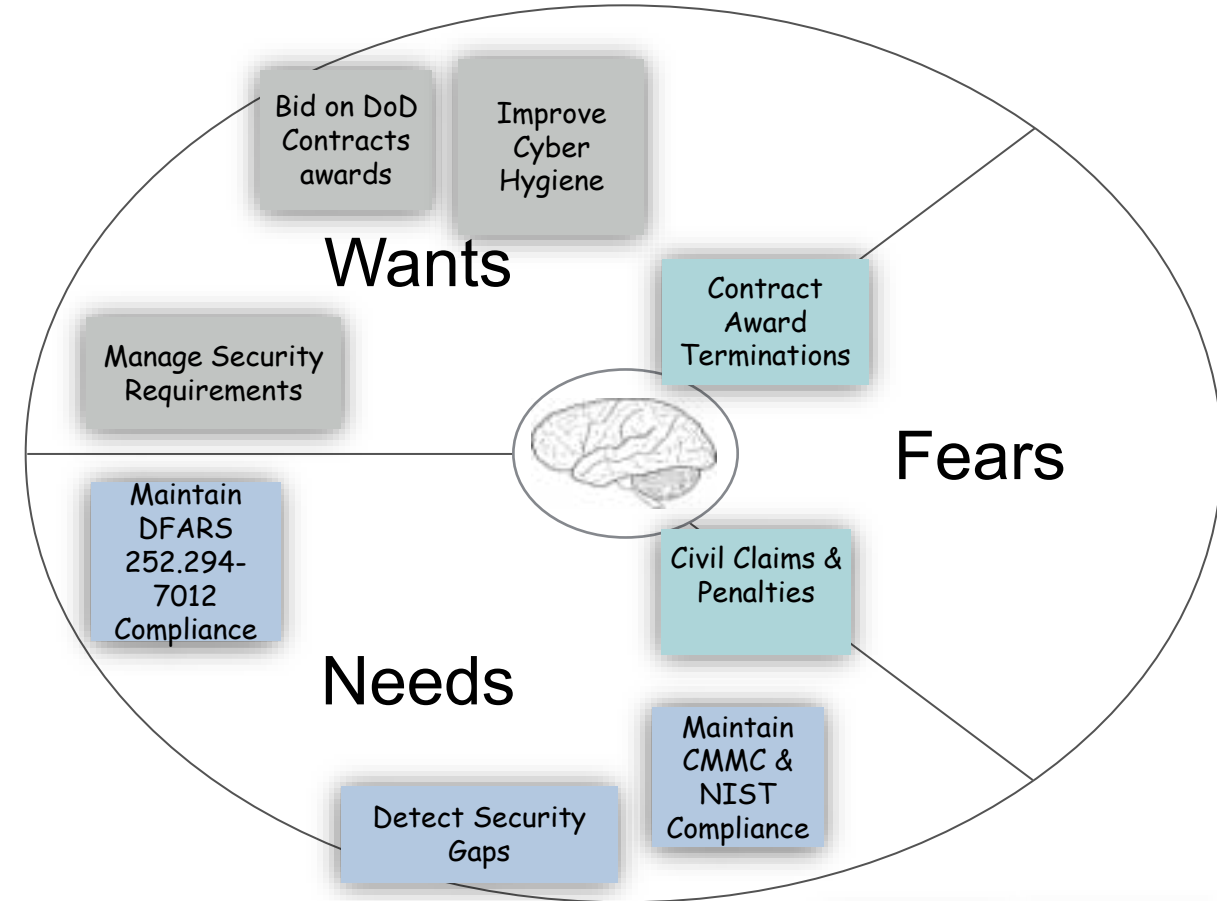 Bid on DoD
Contracts
awards
Improve
Cyber
Hygiene
Wants
Manage Security
Requirements
Contract
Award
Terminations
Fears
Civil Claims &
Penalties
Maintain
DFARS
252.294-
7012
Compliance
Needs
Maintain
CMMC &
NIST
Compliance
Detect Security
Gaps